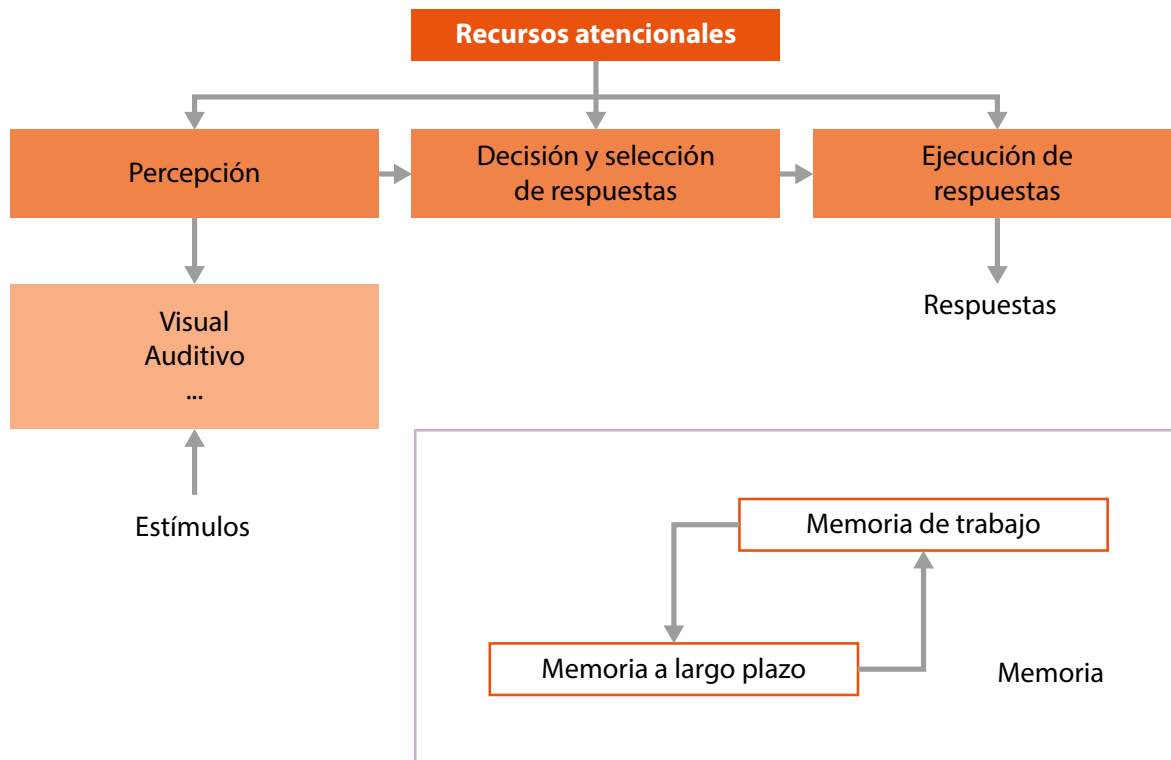 Recursos atencionales
Percepción
Decisión y selección
de respuestas
Ejecución de
respuestas
Visual
Auditivo
...
Respuestas
Estímulos
Memoria de trabajo
Memoria a largo plazo
Memoria